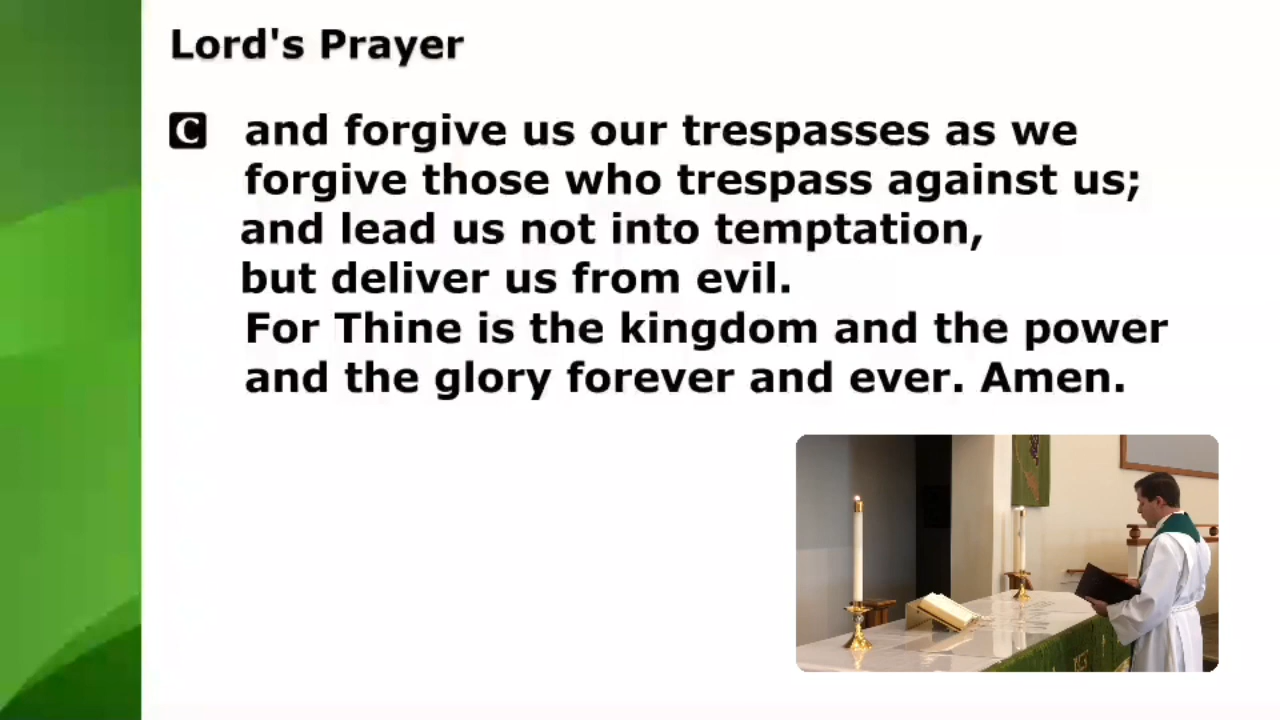 Lord's Prayer
C and forgive us our trespasses as we
forgive those who trespass against us;
and lead us not into temptation,
but deliver us from evil.
For Thine is the kingdom and the power
and the glory forever and ever. Amen.